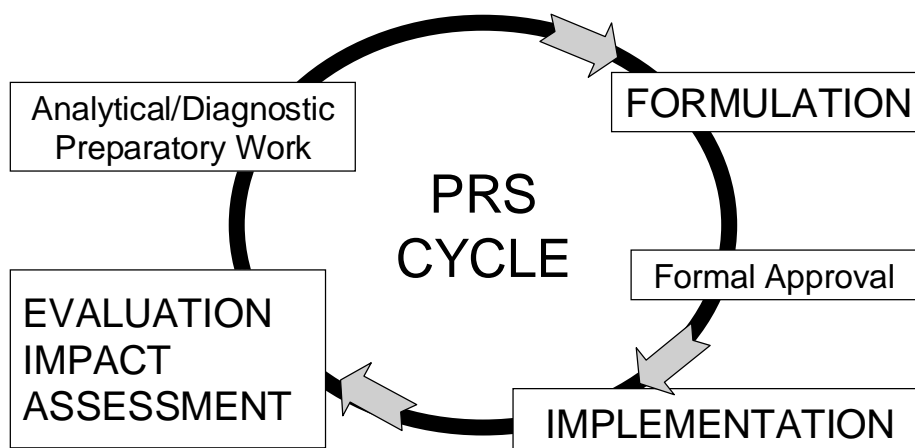 Analytical/Diagnostic
Preparatory Work
FORMULATION
PRS
CYCLE
Formal Approval
EVALUATION
IMPACT
ASSESSMENT
IMPLEMENTATION